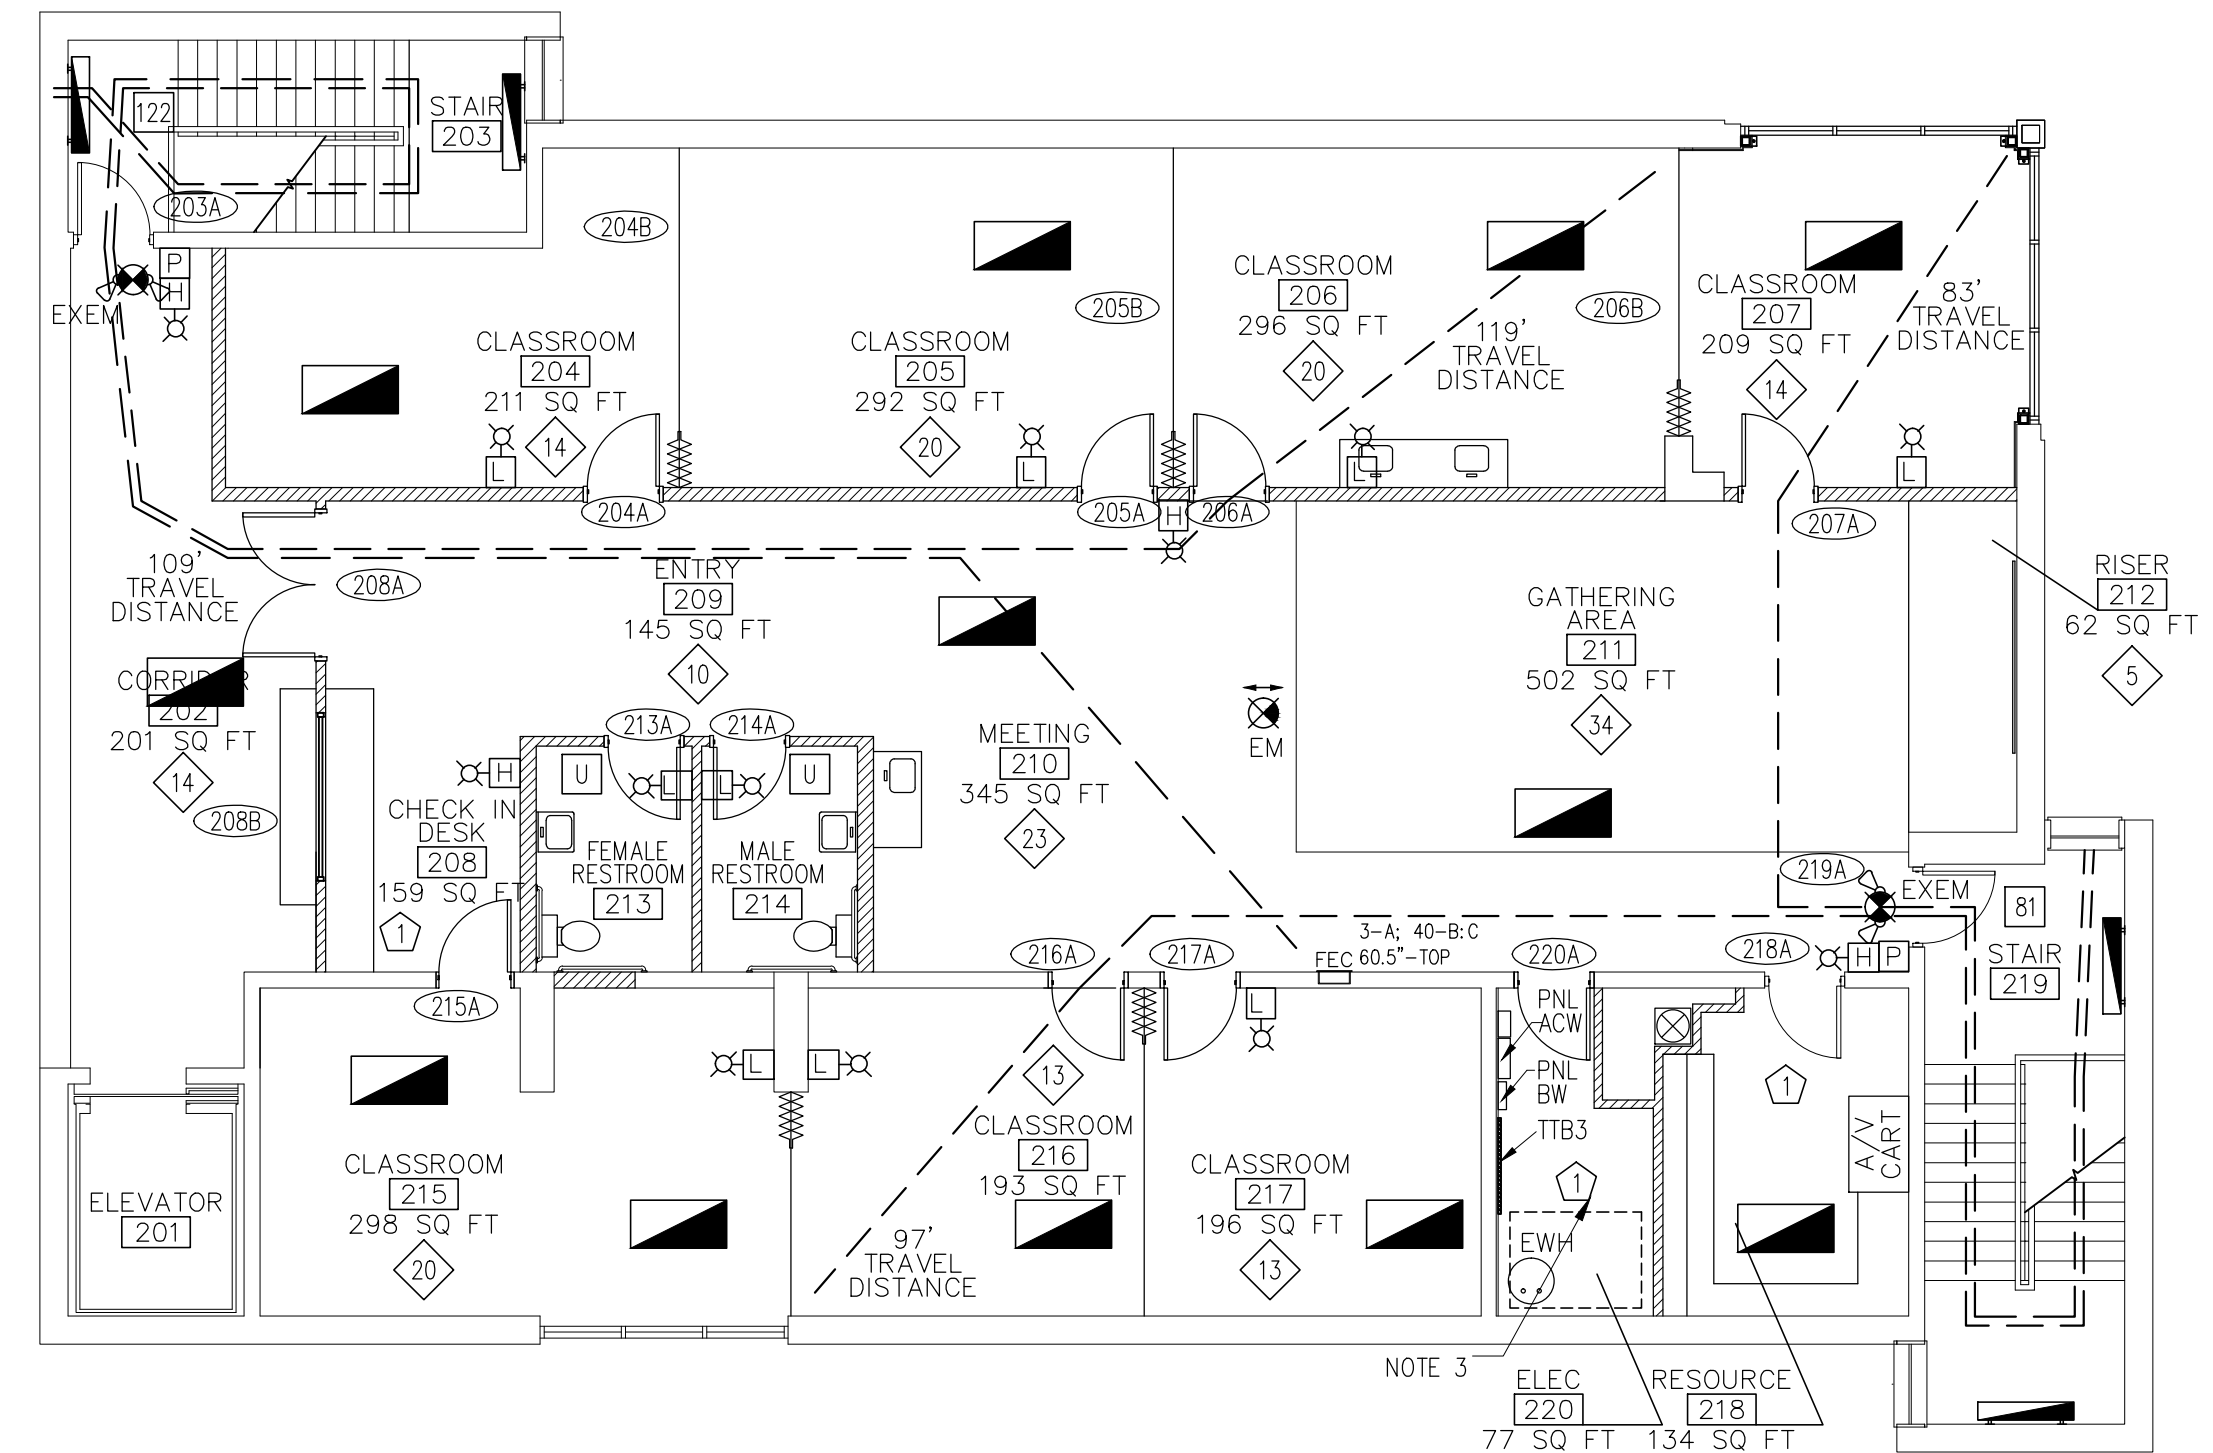 122
STAIR
203
203A
P
H
EXEM
204B
CLASSROOM
204
211 SQ FT
14
L
204A
CLASSROOM
205
292 SQ FT
20
L
205B
205A
H
206A
CLASSROOM
206
296 SQ FT
20
L
119'
TRAVEL
DISTANCE
206B
CLASSROOM
207
209 SQ FT
14
83'
TRAVEL
DISTANCE
L
207A
109'
TRAVEL
DISTANCE
208A
ENTRY
209
145 SQ FT
10
GATHERING
AREA
211
502 SQ FT
34
RISER
212
62 SQ FT
5
CORRIDOR
202
201 SQ FT
14
208B
H
CHECK IN
DESK
208
159 SQ FT
1
213A
214A
U
L
L
U
FEMALE
RESTROOM
213
MALE
RESTROOM
214
MEETING
210
345 SQ FT
23
EM
219A
EXEM
81
STAIR
219
H
P
215A
216A
217A
FEC
3-A; 40-B:C
60.5"-TOP
220A
218A
L
L
L
13
CLASSROOM
215
298 SQ FT
20
CLASSROOM
216
193 SQ FT
97'
TRAVEL
DISTANCE
CLASSROOM
217
196 SQ FT
13
PNL
ACW
PNL
BW
TTB3
1
EWH
1
A/V
CART
ELEVATOR
201
NOTE 3
ELEC
220
77 SQ FT
RESOURCE
218
134 SQ FT